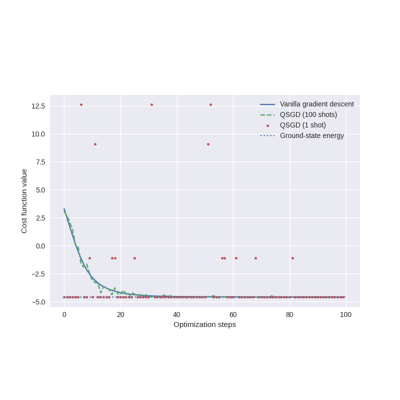 12.5
10.0
7.5
5.0
2.5
0.0
−2.5
−5.0
Cost function value
Vanilla gradient descent
QSGD (100 shots)
QSGD (1 shot)
Ground-state energy
0 20 40 60 80 100
Optimization steps